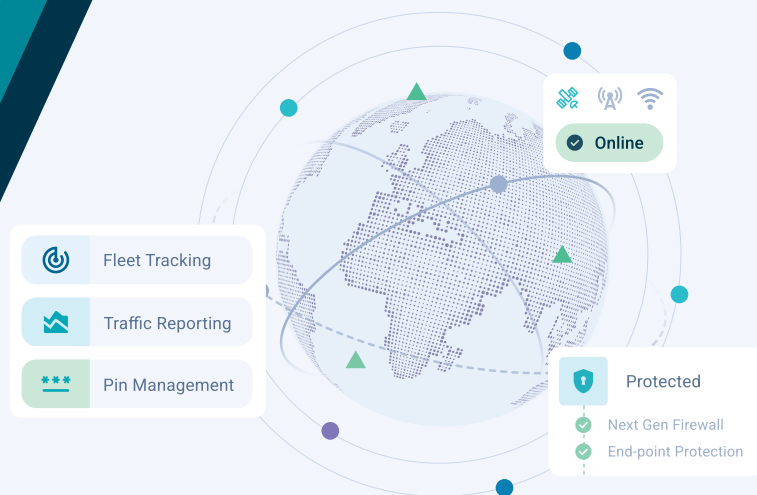 Online
Fleet Tracking
Traffic Reporting
Pin Management
Protected
Next Gen Firewall
End-point Protection